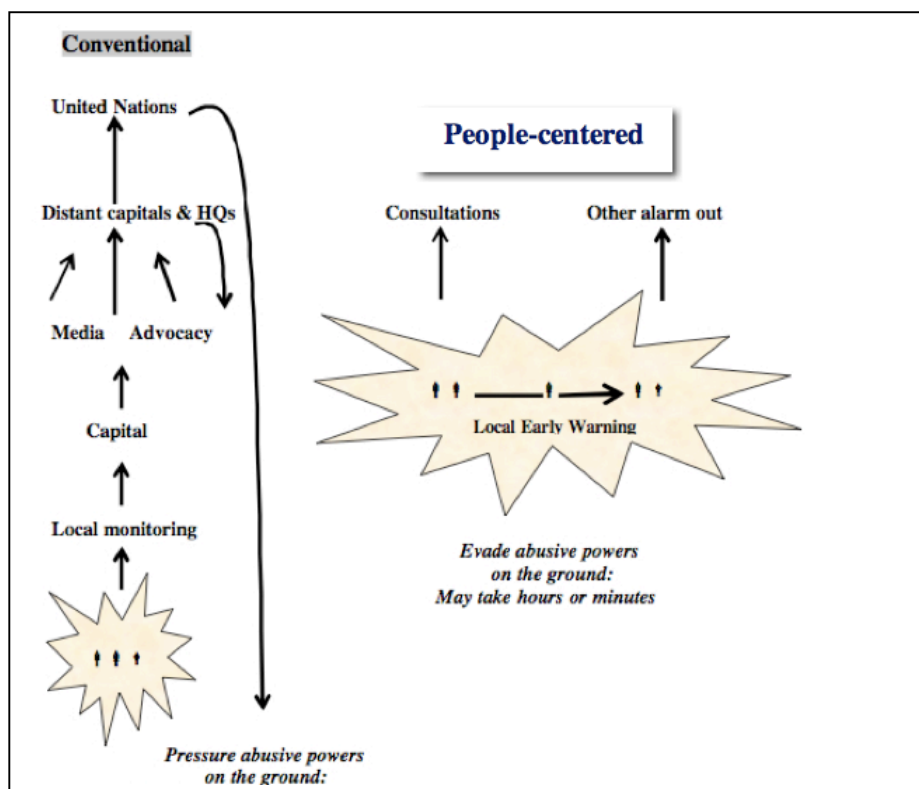 Conventional
United Nations
Distant capitals & HQs
Media Advocacy
Capital
Local monitoring
Pressure abusive powers
on the ground:
People-centered
Consultations Other alarm out
Local Early Warning
Evade abusive powers
on the ground:
May take hours or minutes